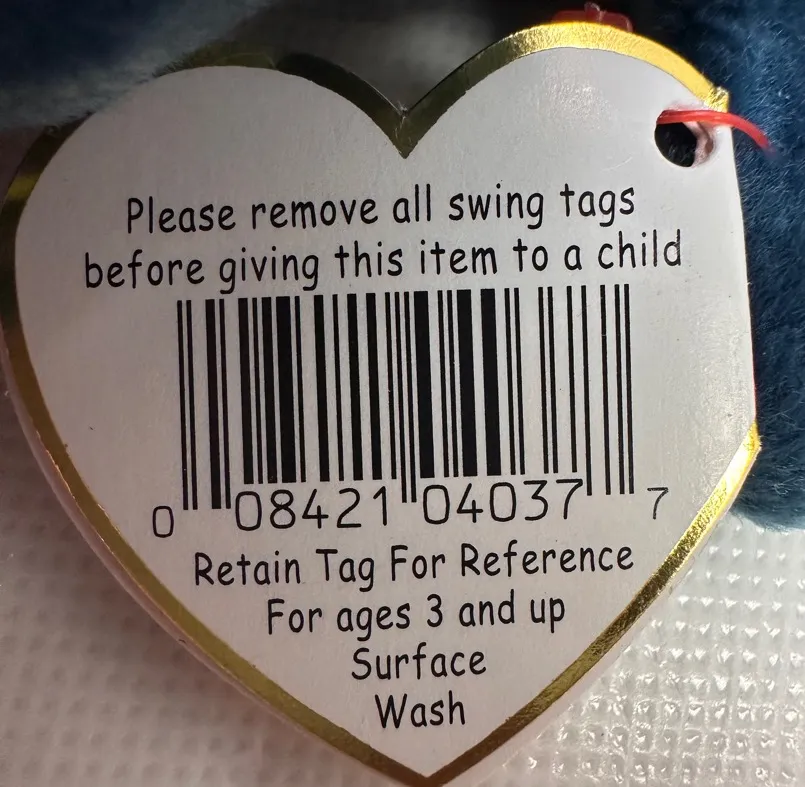 Please remove all swing tags
before giving this item to a child
0 08421 04037 7
Retain Tag For Reference
For ages 3 and up
Surface
Wash